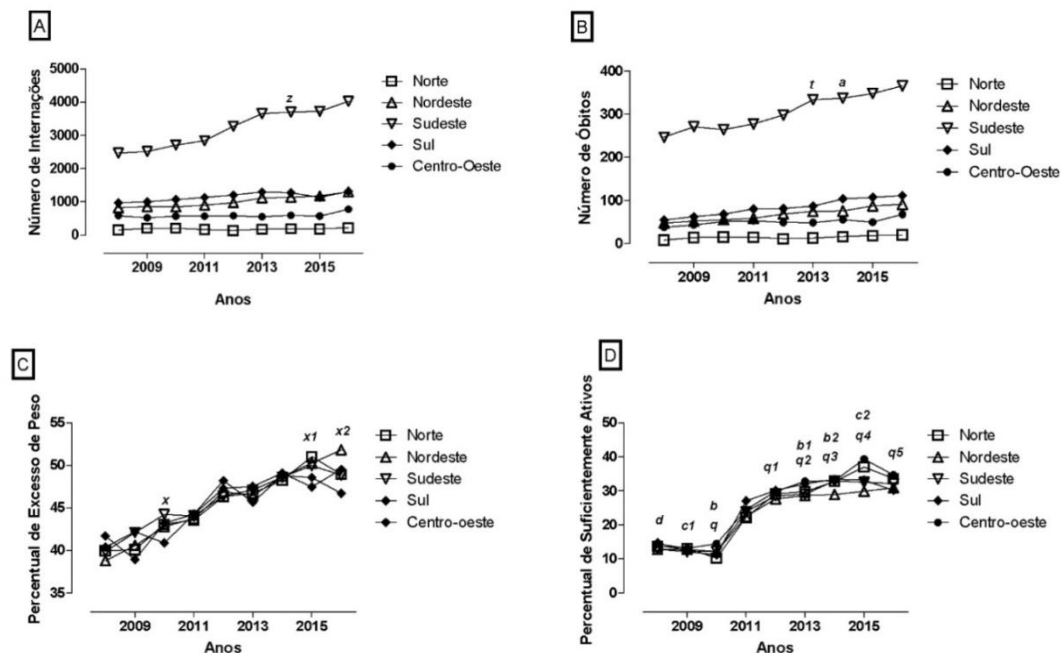 A
Número de Internações
5000
4000
3000
2000
1000
0
z
2009
2011
2013
2015
Anos
Norte
Nordeste
Sudeste
Sul
Centro-Oeste
B
Número de Óbitos
400
300
200
100
0
t
a
2009
2011
2013
2015
Anos
Norte
Nordeste
Sudeste
Sul
Centro-Oeste
C
Percentual de Excesso de Peso
55
50
45
40
35
x
x1
x2
2009
2011
2013
2015
Anos
Norte
Nordeste
Sudeste
Sul
Centro-oeste
D
Percentual de Suficientemente Ativos
50
40
30
20
10
0
d
c1
b
q
q1
b1
q2
b2
q3
c2
q4
q5
2009
2011
2013
2015
Anos
Norte
Nordeste
Sudeste
Sul
Centro-oeste